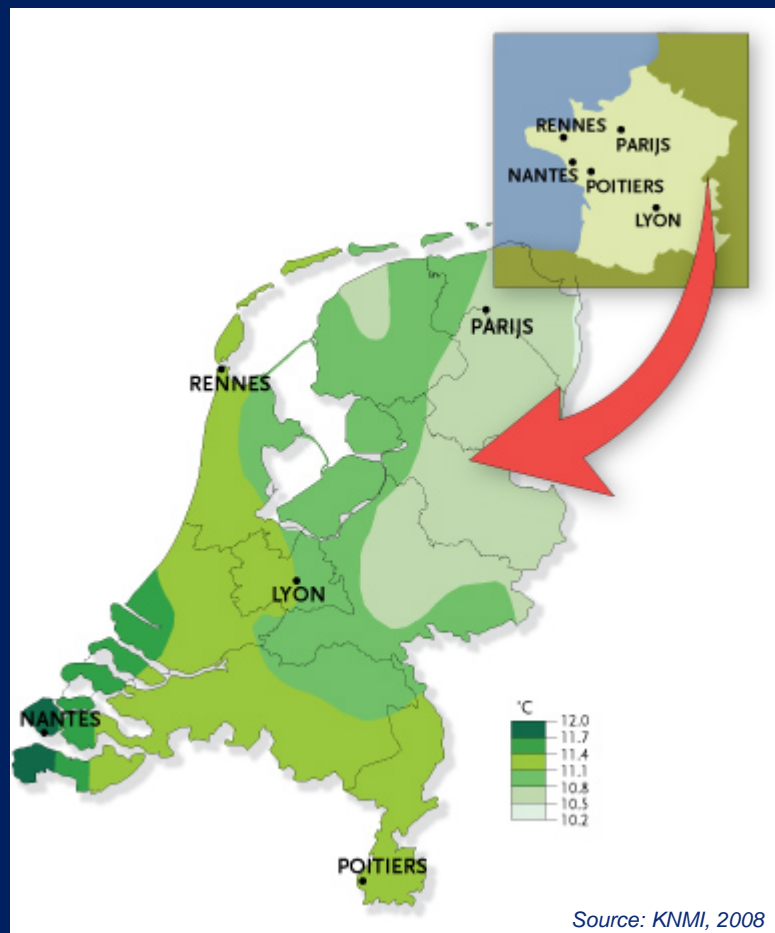 RENNES
PARIJS
NANTES
POITIERS
LYON
PARIJS
RENNES
LYON
NANTES
POITIERS
°C
12.0
11.7
11.4
11.1
10.8
10.5
10.2
Source: KNMI, 2008